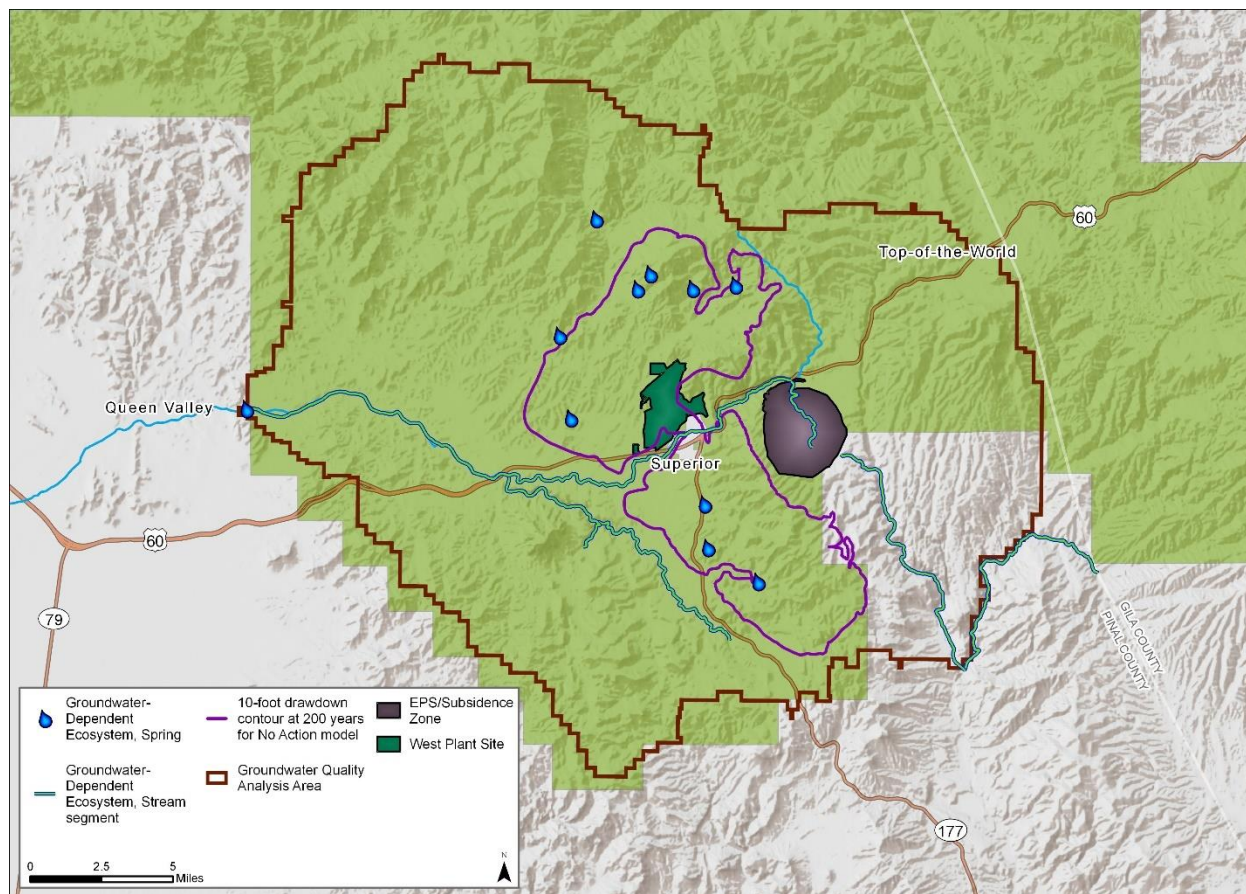 60
Top-of-the-World
Queen Valley
Superior
60
79
GILA COUNTY
PINAL COUNTY
177
Groundwater-
Dependent
Ecosystem, Spring
Groundwater-
Dependent
Ecosystem, Stream
segment
10-foot drawdown
contour at 200 years
for No Action model
Groundwater Quality
Analysis Area
EPS/Subsidence
Zone
West Plant Site
0 2.5 5
Miles
N